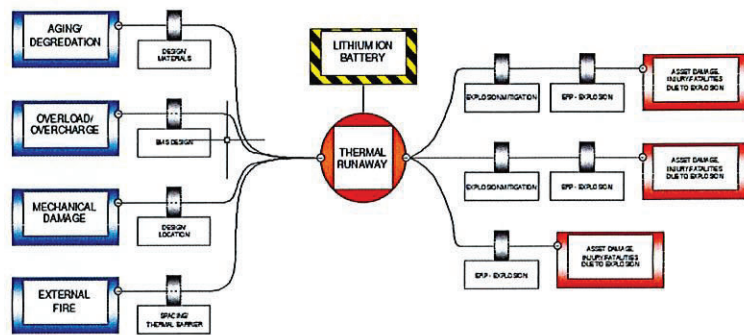 AGING/
DEGREDATION
DESIGN/
MATERIALS
OVERLOAD/
OVERCHARGE
BMS DESIGN
MECHANICAL
DAMAGE
DESIGN/
LOCATION
EXTERNAL
FIRE
SPACING/
THERMAL BARRIER
LITHIUM ION
BATTERY
THERMAL
RUNAWAY
EXPLOSION MITIGATION
ERP - EXPLOSION
ASSET DAMAGE,
INJURY/FATALITIES
DUE TO EXPLOSION
EXPLOSION MITIGATION
ERP - EXPLOSION
ASSET DAMAGE,
INJURY/FATALITIES
DUE TO EXPLOSION
ERP - EXPLOSION
ASSET DAMAGE,
INJURY/FATALITIES
DUE TO EXPLOSION